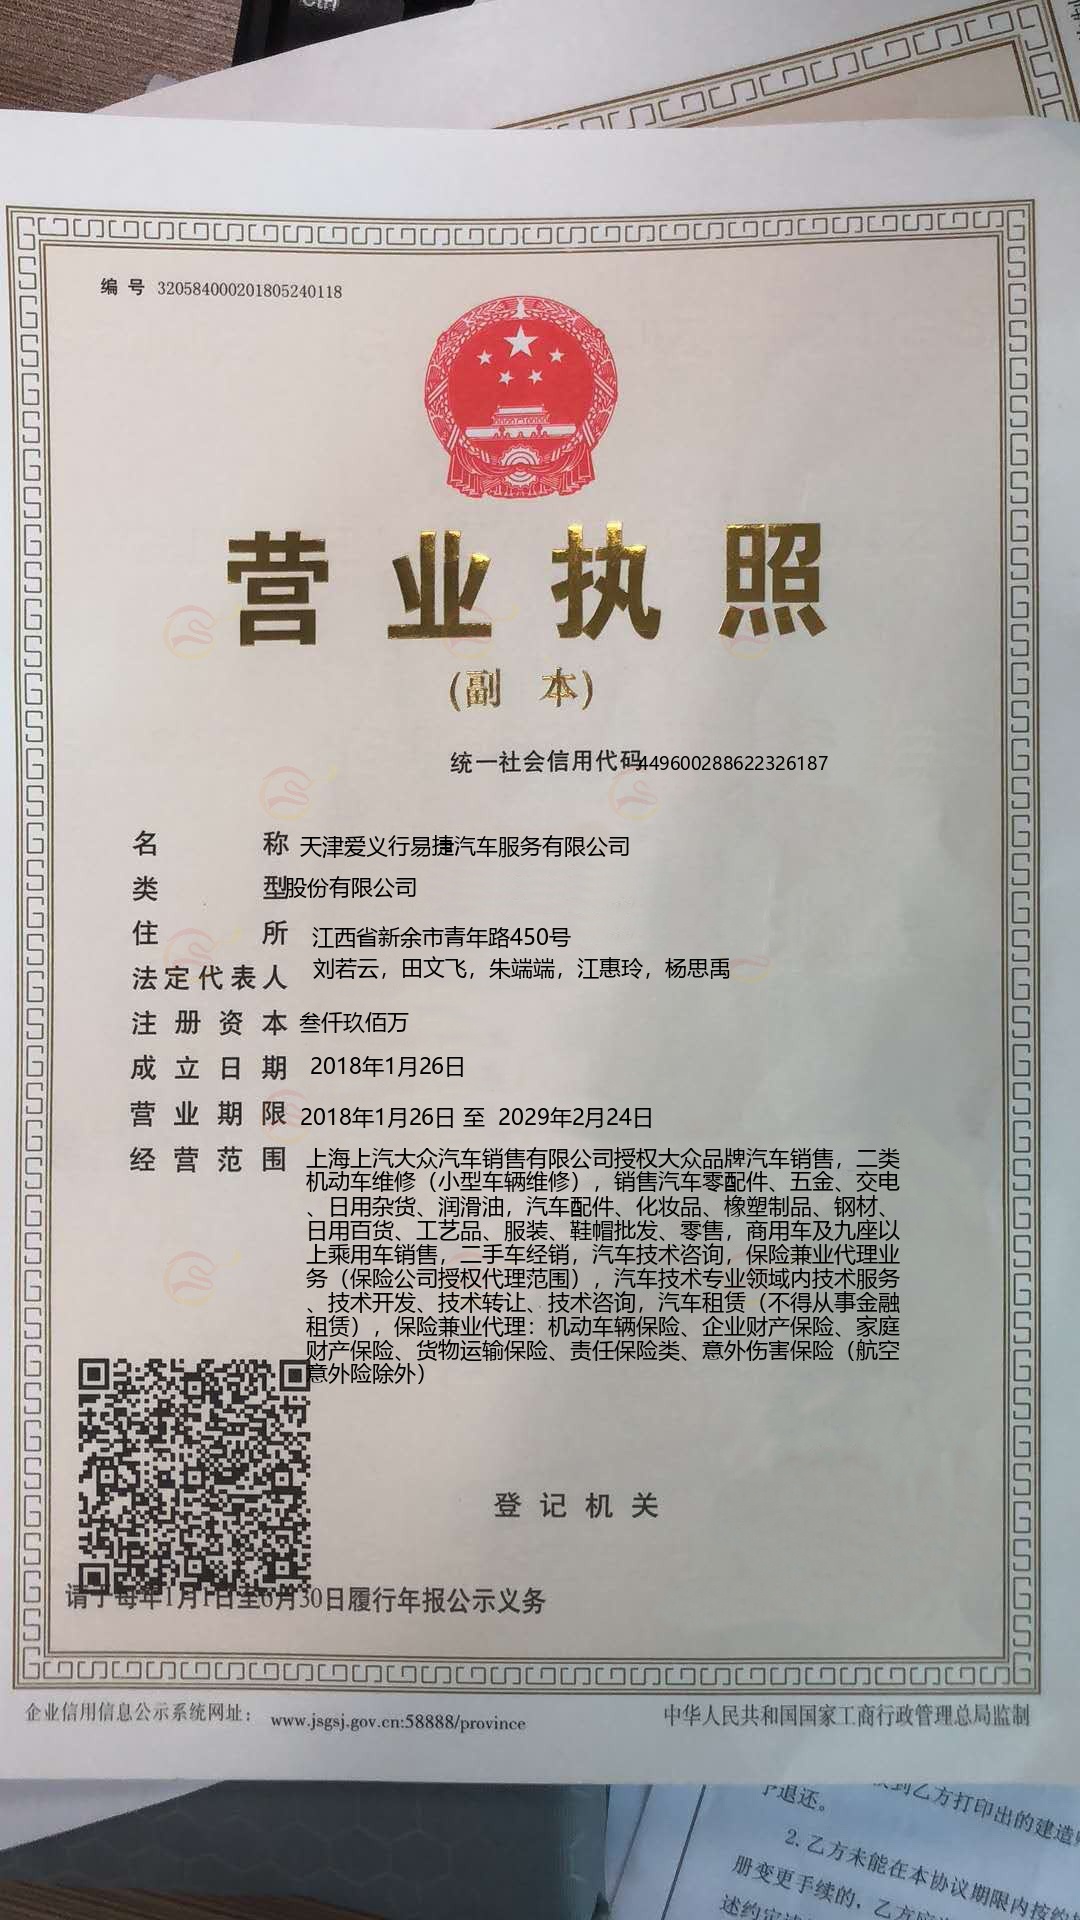 Ctrl
编 号 320584000201805240118
营业执照
(副 本)
统一社会信用代码449600288622326187
名 称 天津爱义行易捷汽车服务有限公司
类 型股份有限公司
住 所 江西省新余市青年路450号
法定代表人 刘若云，田文飞，朱端端，江惠玲，杨思禹
注 册 资 本 叁仟玖佰万
成 立 日 期 2018年1月26日
营 业 期 限 2018年1月26日 至 2029年2月24日
经 营 范 围 上海上汽大众汽车销售有限公司授权大众品牌汽车销售，二类
机动车维修（小型车辆维修），销售汽车零配件、五金、交电
、日用杂货、润滑油，汽车配件、化妆品、橡塑制品、钢材、
日用百货、工艺品、服装、鞋帽批发、零售，商用车及九座以
上乘用车销售，二手车经销，汽车技术咨询，保险兼业代理业
务（保险公司授权代理范围），汽车技术专业领域内技术服务
、技术开发、技术转让、技术咨询，汽车租赁（不得从事金融
租赁），保险兼业代理：机动车辆保险、企业财产保险、家庭
财产保险、货物运输保险、责任保险类、意外伤害保险（航空
意外险除外）
登 记 机 关
请于每年1月1日至6月30日履行年报公示义务
企业信用信息公示系统网址： www.jsgsj.gov.cn:58888/province
中华人民共和国国家工商行政管理总局监制
到乙方打印出的建造
退还。
2.乙方未能在本协议期限内按约
册变更手续的，乙方应
述约定